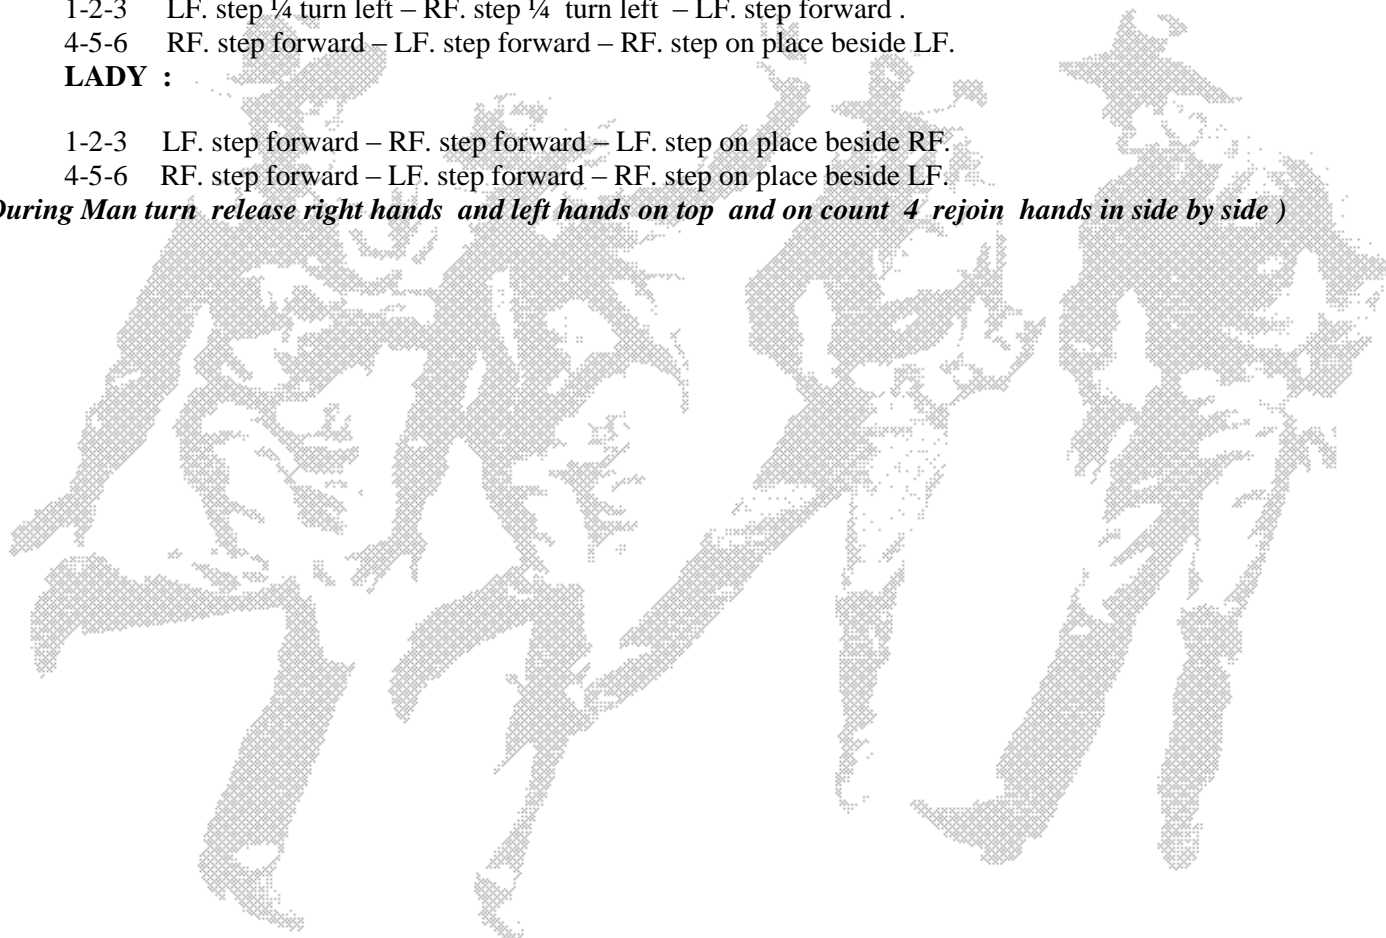 1-2-3 LF. step ¼ turn left – RF. step ¼ turn left – LF. step forward .
4-5-6 RF. step forward – LF. step forward – RF. step on place beside LF.
LADY :
1-2-3 LF. step forward – RF. step forward – LF. step on place beside RF.
4-5-6 RF. step forward – LF. step forward – RF. step on place beside LF.
During Man turn release right hands and left hands on top and on count 4 rejoin hands in side by side )